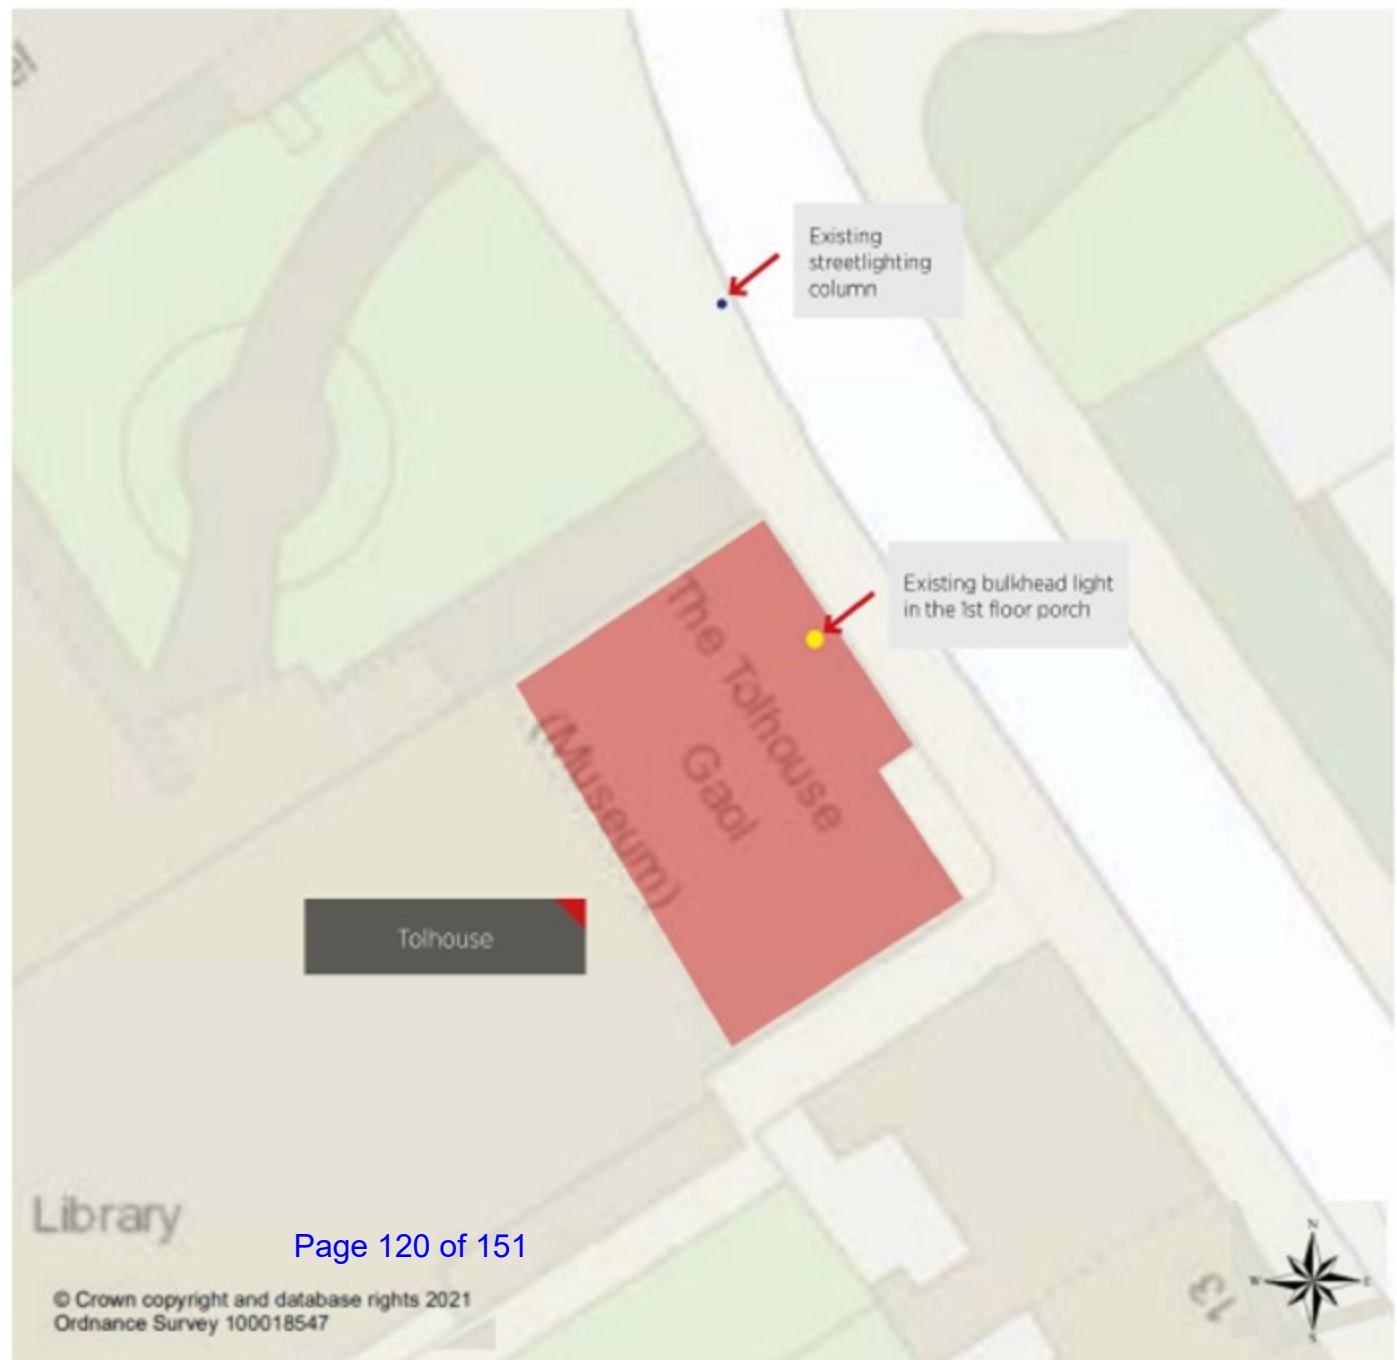 el
Existing
streetlighting
column
Existing bulkhead light
in the 1st floor porch
The Tolhouse
Gaol
(Museum)
Tolhouse
Library
Page 120 of 151
© Crown copyright and database rights 2021
Ordnance Survey 100018547
13
N
W
E
S